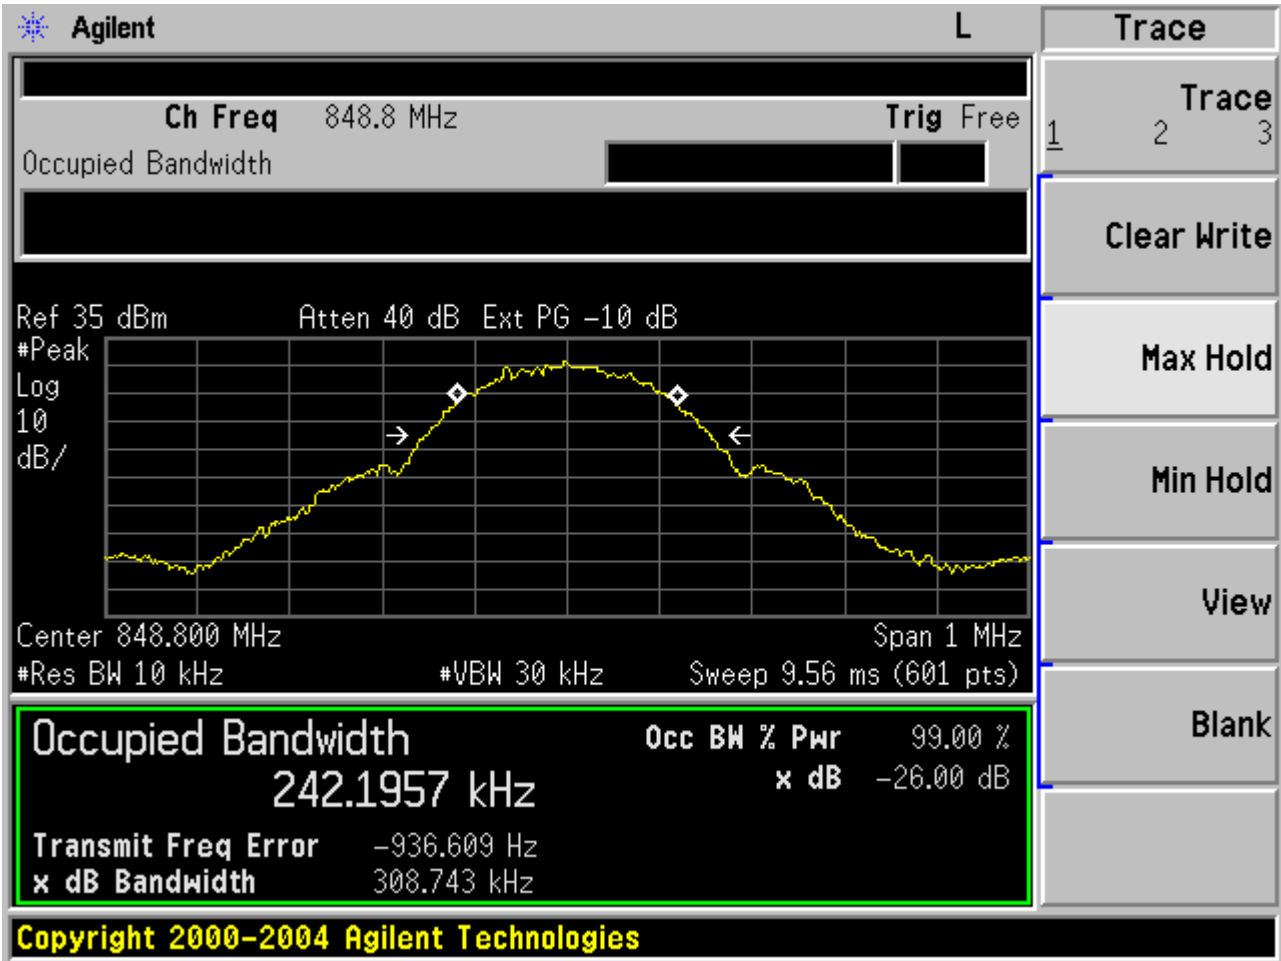 Agilent L Trace
Ch Freq 848.8 MHz Trig Free
Occupied Bandwidth
Trace
1 2 3
Clear Write
Max Hold
Min Hold
View
Blank
Ref 35 dBm Atten 40 dB Ext PG -10 dB
#Peak
Log
10
dB/
Center 848.800 MHz Span 1 MHz
#Res BW 10 kHz #VBW 30 kHz Sweep 9.56 ms (601 pts)
Occupied Bandwidth Occ BW % Pwr 99.00 %
242.1957 kHz x dB -26.00 dB
Transmit Freq Error -936.609 Hz
x dB Bandwidth 308.743 kHz
Copyright 2000-2004 Agilent Technologies